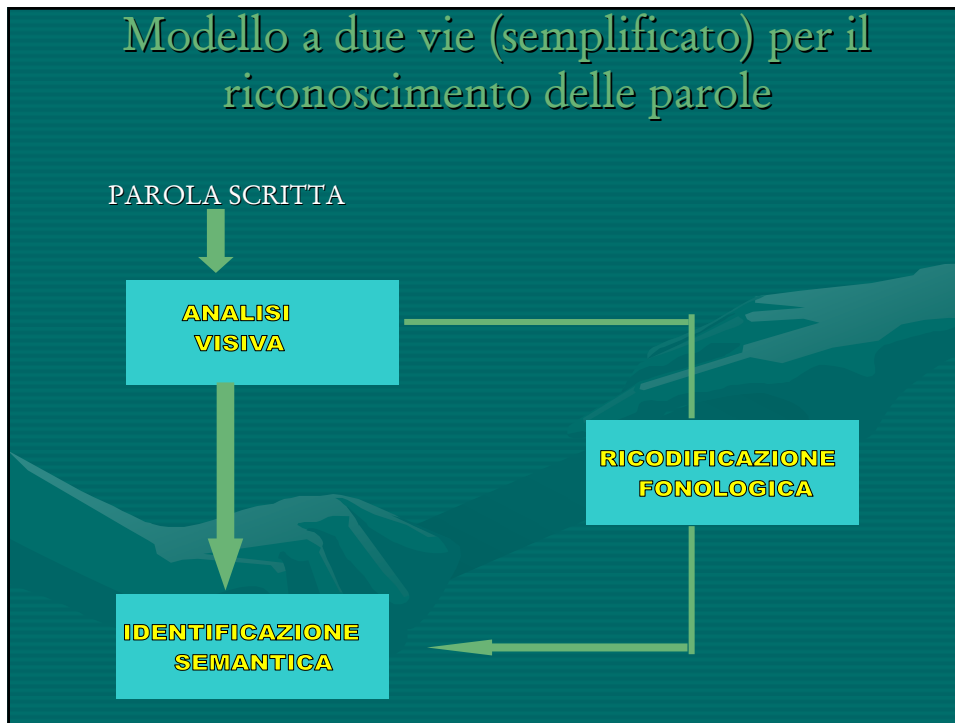 Modello a due vie (semplificato) per il
riconoscimento delle parole
PAROLA SCRITTA
ANALISI
VISIVA
RICODIFICAZIONE
FONOLOGICA
IDENTIFICAZIONE
SEMANTICA